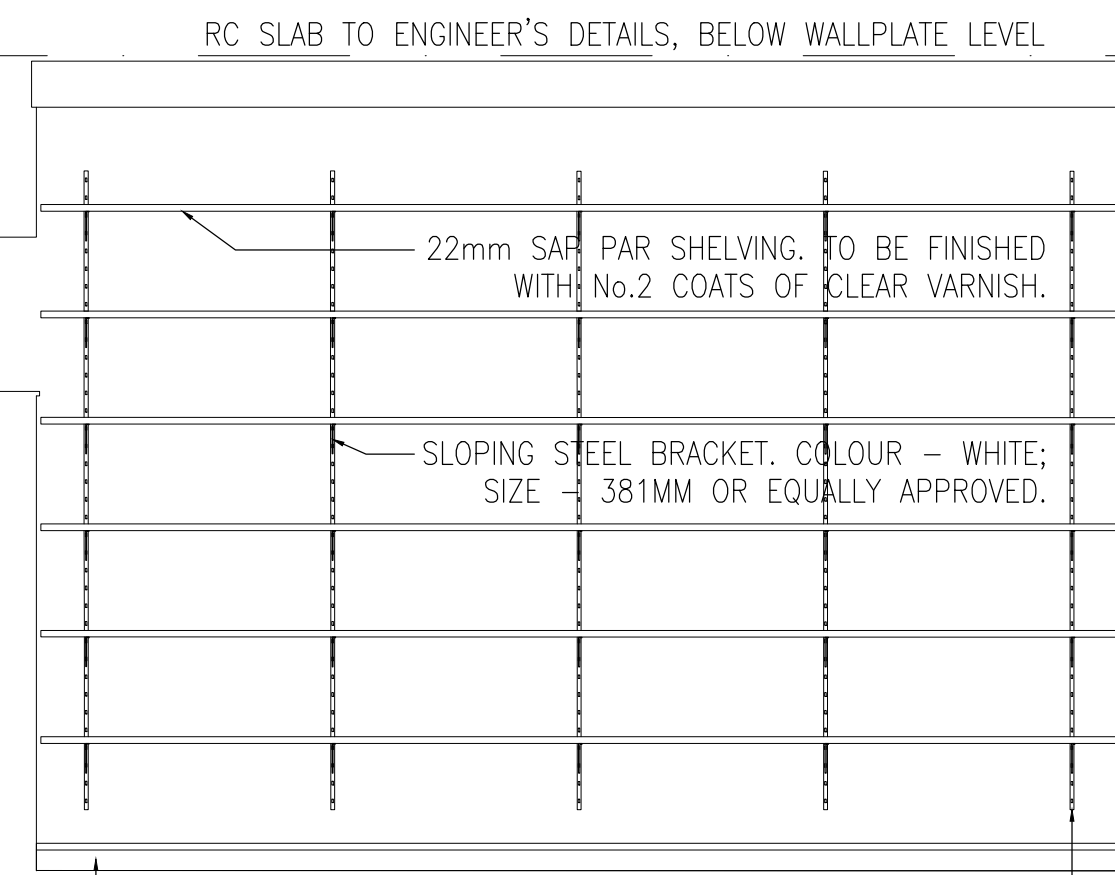 RC SLAB TO ENGINEER'S DETAILS, BELOW WALLPLATE LEVEL
22mm SAP PAR SHELVING. TO BE FINISHED
WITH No.2 COATS OF CLEAR VARNISH.
SLOPING STEEL BRACKET. COLOUR – WHITE;
SIZE – 381MM OR EQUALLY APPROVED.